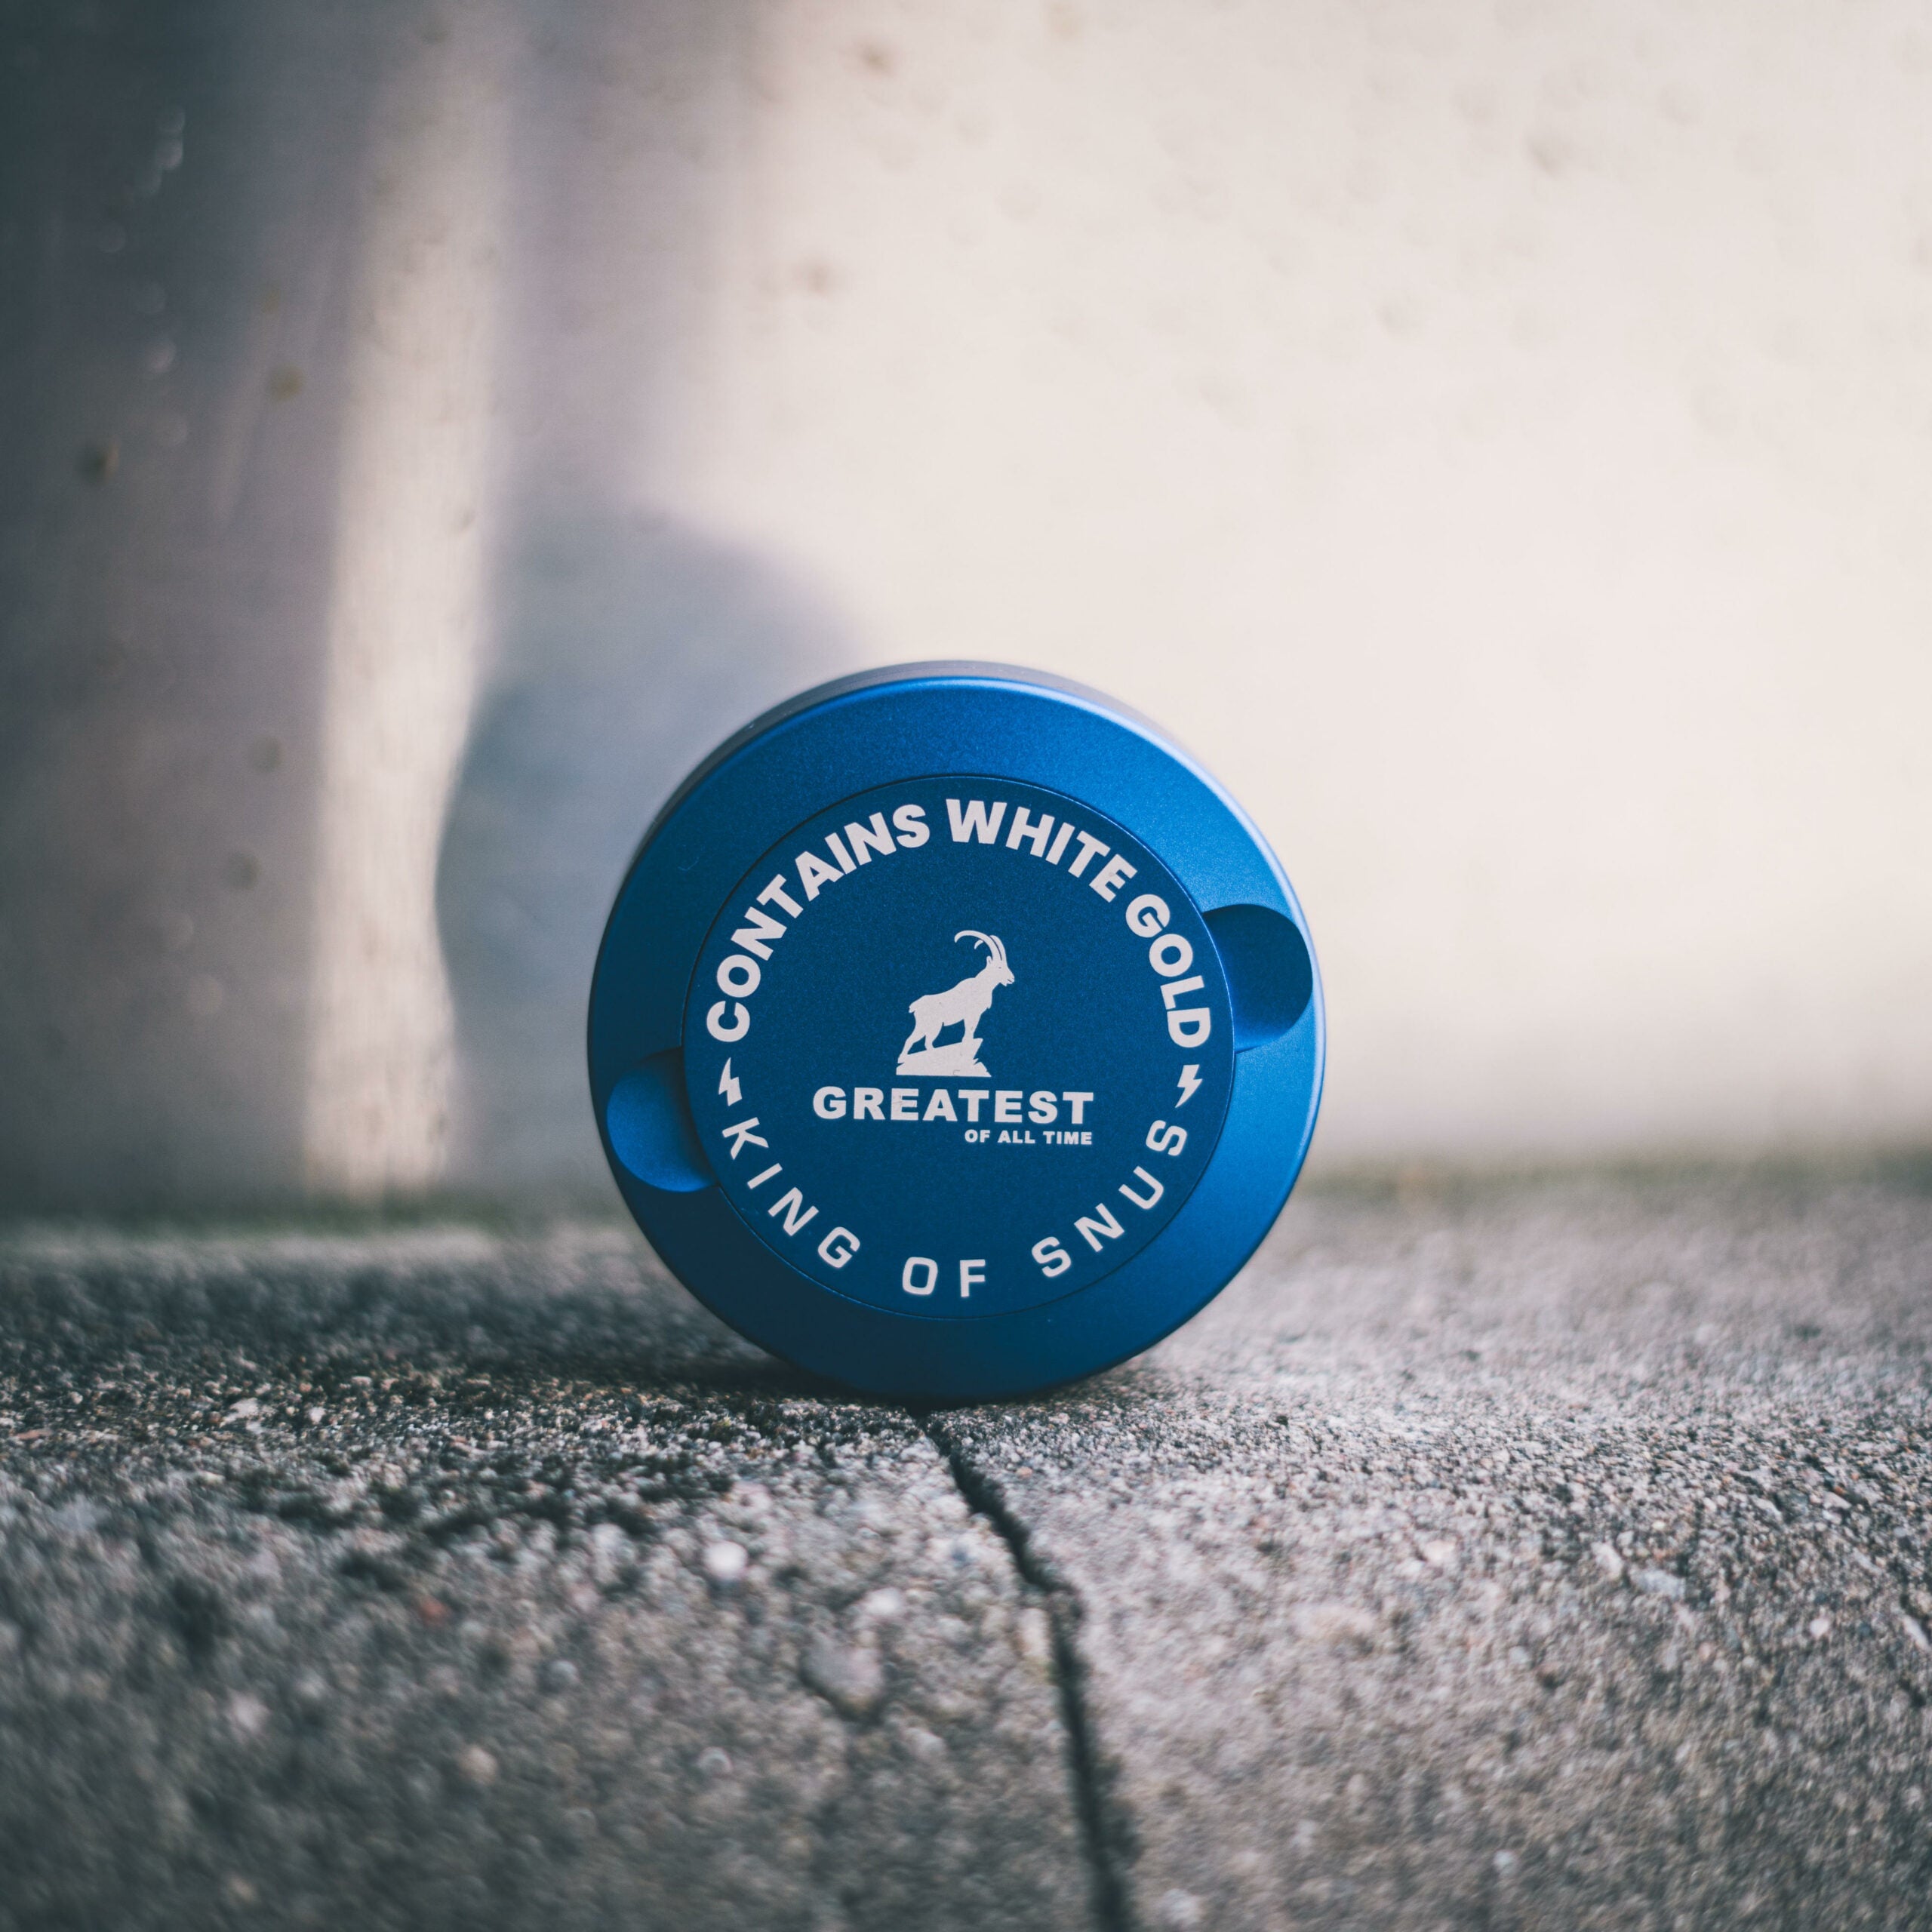 CONTAINS WHITE GOLD
GREATEST
OF ALL TIME
KING OF SNUS